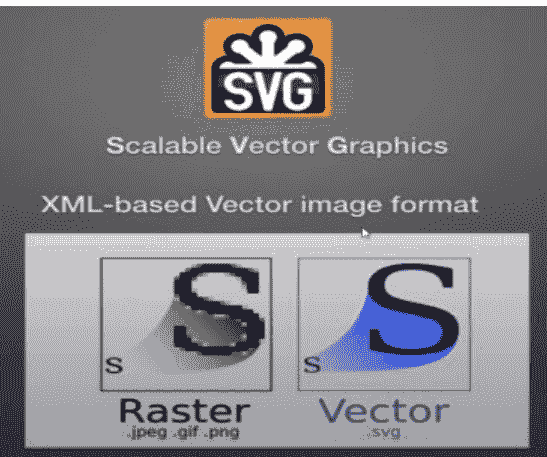 SVG
Scalable Vector Graphics
XML-based Vector image format
S S
S S
Raster Vector
.jpeg .gif .png .svg